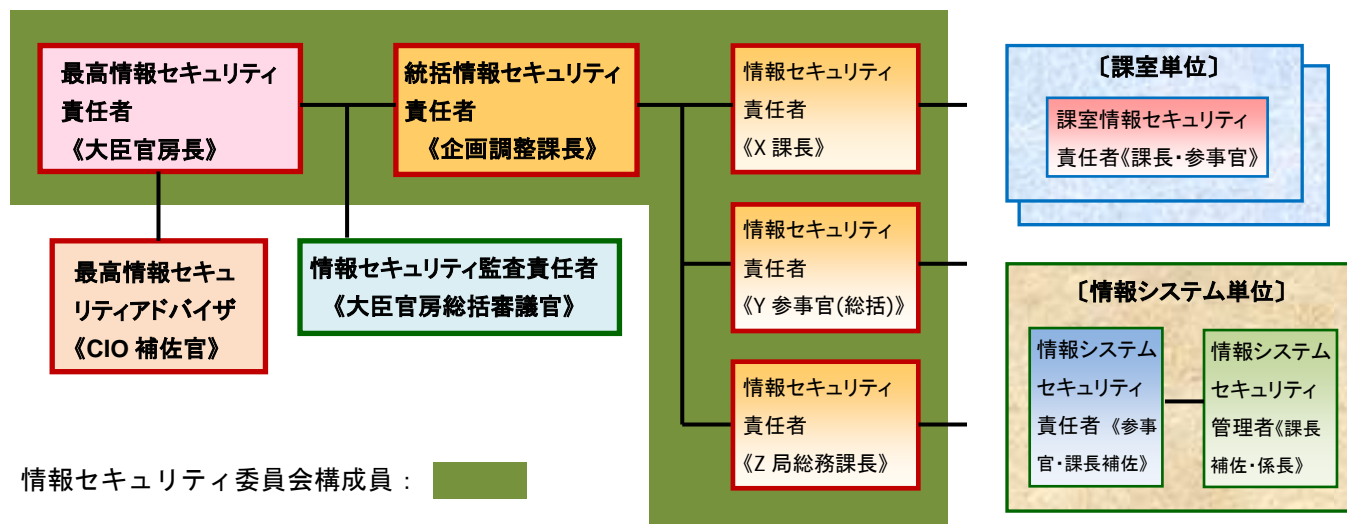 最高情報セキュリティ
責任者
《大臣官房長》
統括情報セキュリティ
責任者
《企画調整課長》
情報セキュリティ
責任者
《X 課長》
〔課室単位〕
課室情報セキュリティ
責任者《課長・参事官》
最高情報セキュ
リティアドバイザ
《CIO 補佐官》
情報セキュリティ監査責任者
《大臣官房総括審議官》
情報セキュリティ
責任者
《Y 参事官(総括)》
〔情報システム単位〕
情報システム
セキュリティ
責任者 《参事
官・課長補佐》
情報システム
セキュリティ
管理者《課長
補佐・係長》
情報セキュリティ
責任者
《Z 局総務課長》
情報セキュリティ委員会構成員：